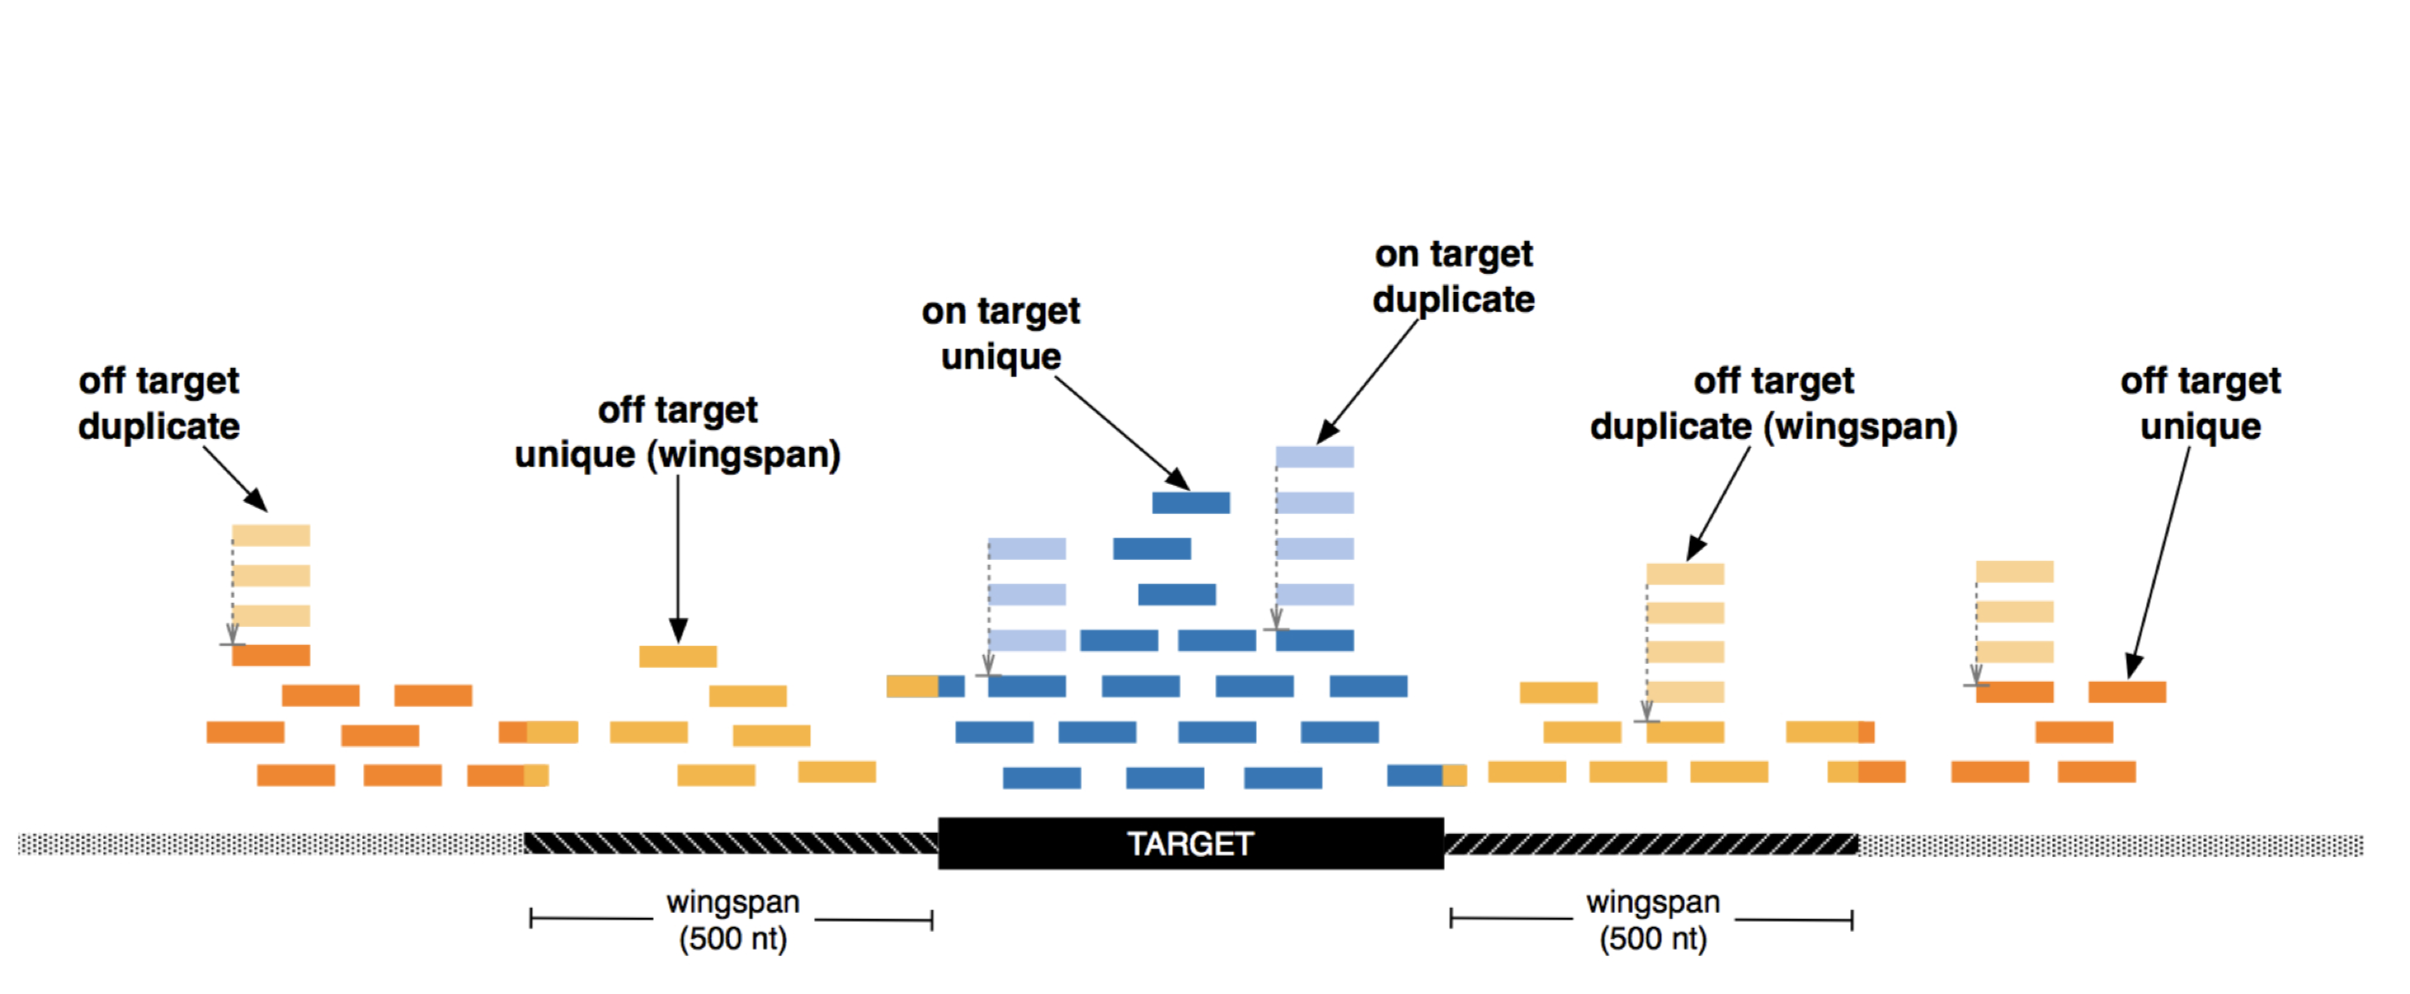 on target
duplicate
on target
unique
off target
duplicate
off target
unique (wingspan)
off target
duplicate (wingspan)
off target
unique
TARGET
wingspan
(500 nt)
wingspan
(500 nt)